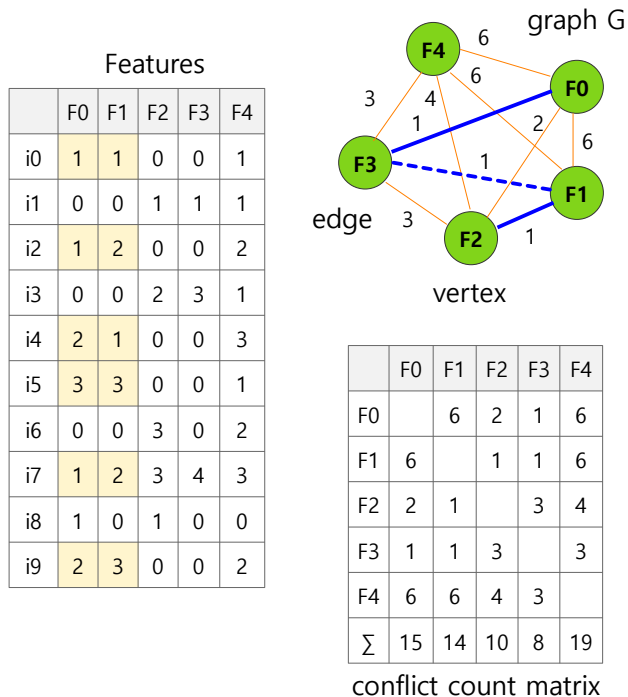 Features
F0 F1 F2 F3 F4
i0 1 1 0 0 1
i1 0 0 1 1 1
i2 1 2 0 0 2
i3 0 0 2 3 1
i4 2 1 0 0 3
i5 3 3 0 0 1
i6 0 0 3 0 2
i7 1 2 3 4 3
i8 1 0 1 0 0
i9 2 3 0 0 2
graph G
F4 6
6
F0
3 4
1 2
6
F3 1
F1
edge 3
F2 1
vertex
F0 F1 F2 F3 F4
F0 6 2 1 6
F1 6 1 1 6
F2 2 1 3 4
F3 1 1 3 3
F4 6 6 4 3
∑ 15 14 10 8 19
conflict count matrix